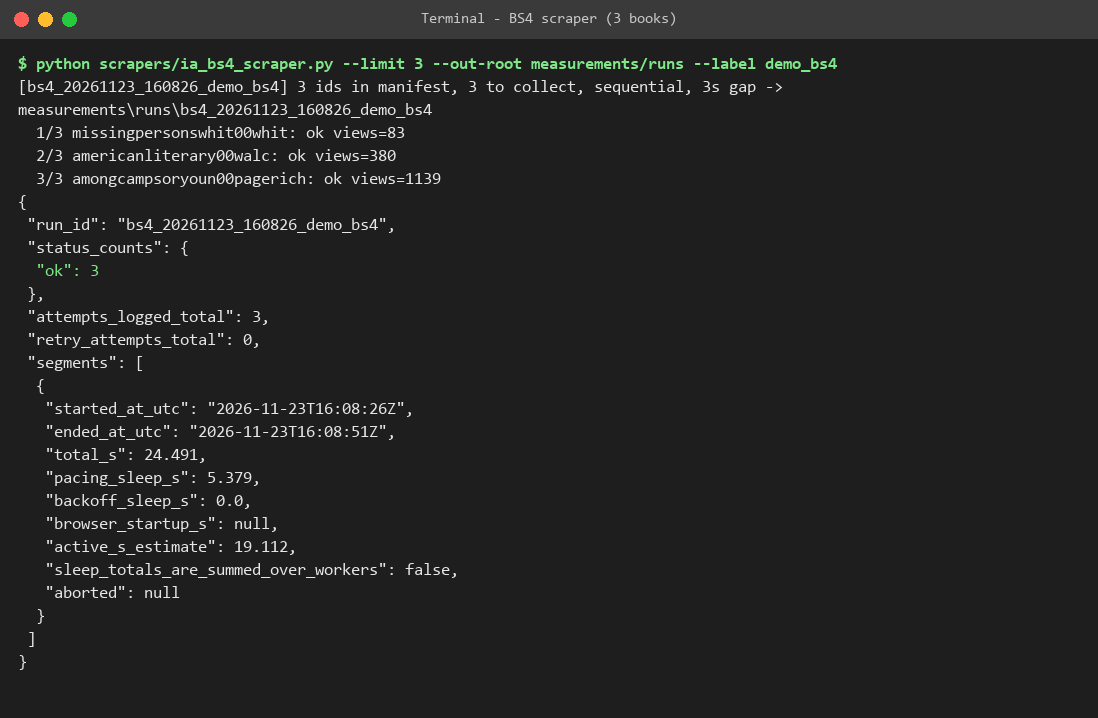 Terminal - BS4 scraper (3 books)
$ python scrapers/ia_bs4_scraper.py --limit 3 --out-root measurements/runs --label demo_bs4
[bs4_20261123_160826_demo_bs4] 3 ids in manifest, 3 to collect, sequential, 3s gap ->
measurements\runs\bs4_20261123_160826_demo_bs4
  1/3 missingpersonswhit00whit: ok views=83
  2/3 americanliterary00walc: ok views=380
  3/3 amongcampsoryoun00pagerich: ok views=1139
{
 "run_id": "bs4_20261123_160826_demo_bs4",
 "status_counts": {
  "ok": 3
 },
 "attempts_logged_total": 3,
 "retry_attempts_total": 0,
 "segments": [
  {
   "started_at_utc": "2026-11-23T16:08:26Z",
   "ended_at_utc": "2026-11-23T16:08:51Z",
   "total_s": 24.491,
   "pacing_sleep_s": 5.379,
   "backoff_sleep_s": 0.0,
   "browser_startup_s": null,
   "active_s_estimate": 19.112,
   "sleep_totals_are_summed_over_workers": false,
   "aborted": null
  }
 ]
}